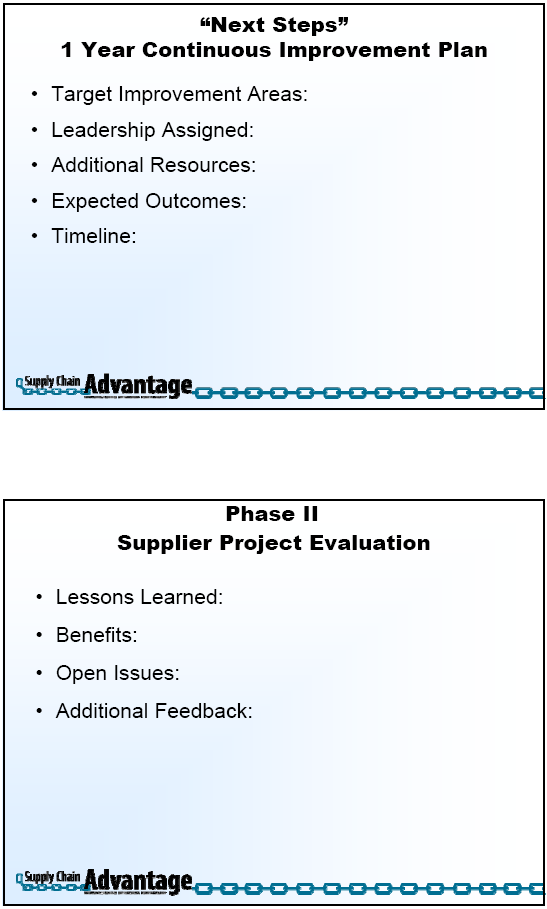 “Next Steps”
1 Year Continuous Improvement Plan
• Target Improvement Areas:
• Leadership Assigned:
• Additional Resources:
• Expected Outcomes:
• Timeline:
Supply Chain Advantage
Phase II
Supplier Project Evaluation
• Lessons Learned:
• Benefits:
• Open Issues:
• Additional Feedback:
Supply Chain Advantage